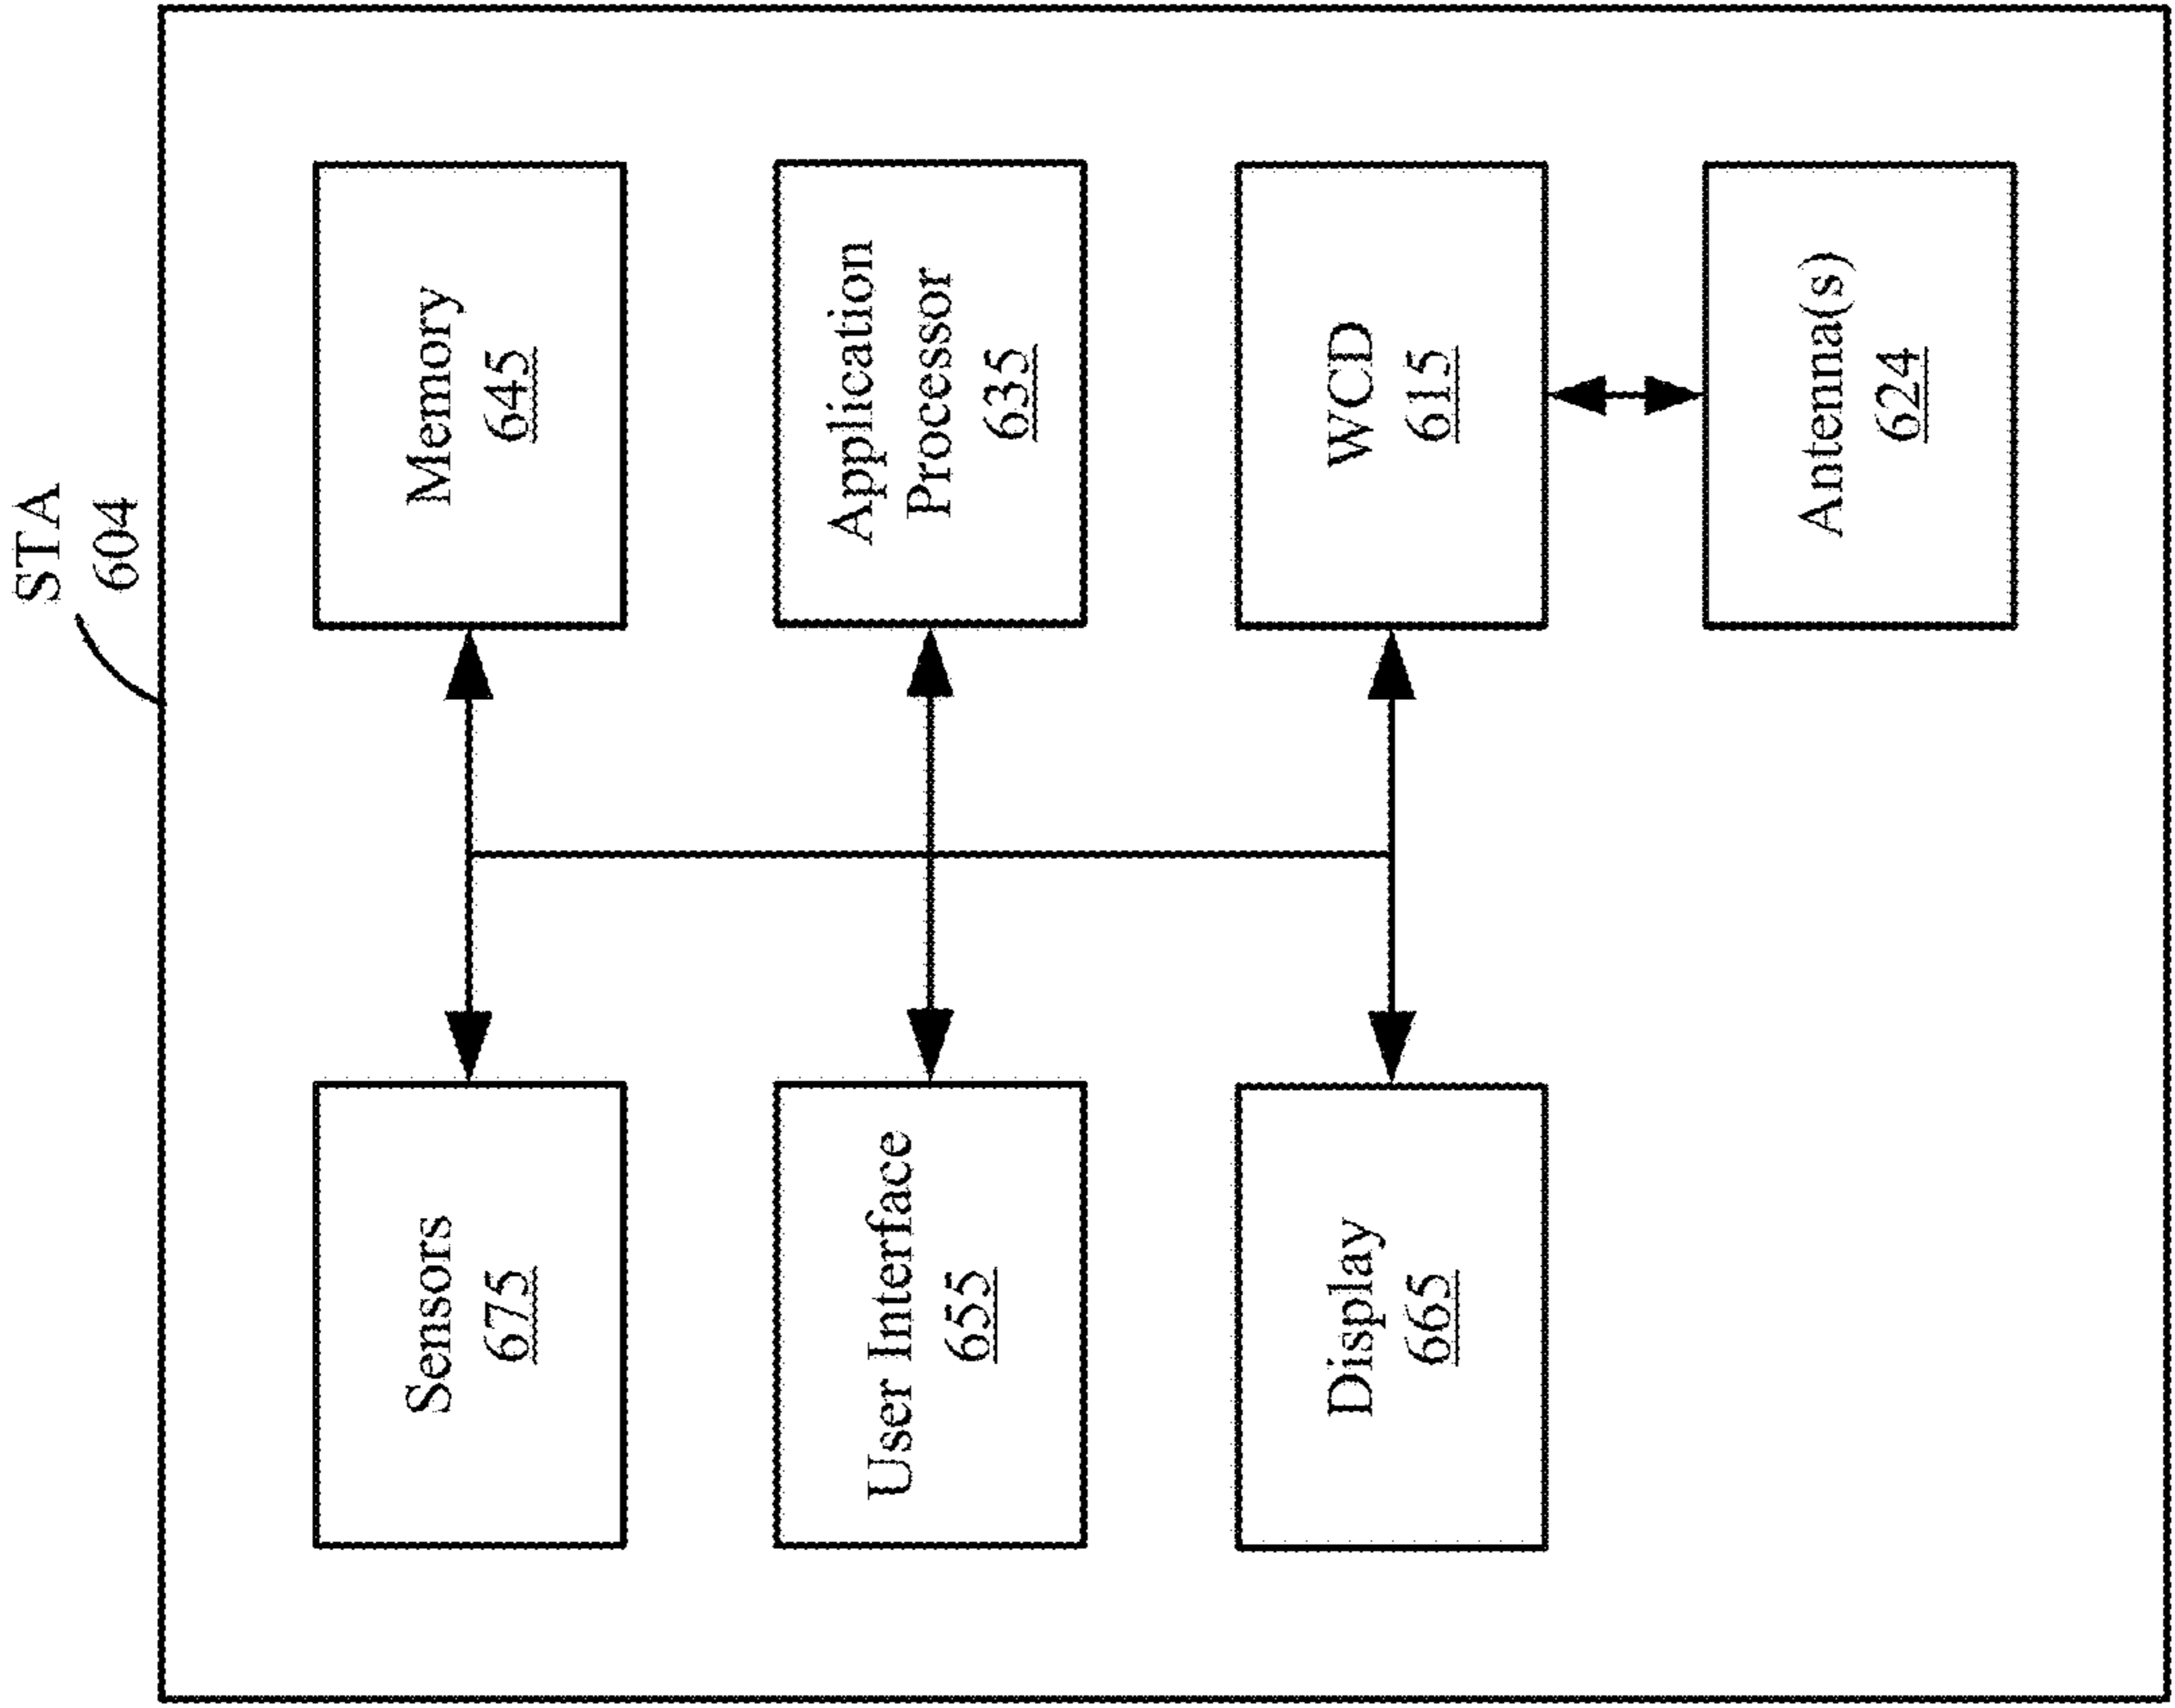 STA
604
Sensors
675
Memory
645
User Interface
655
Application
Processor
635
Display
665
WCD
615
Antenna(s)
624